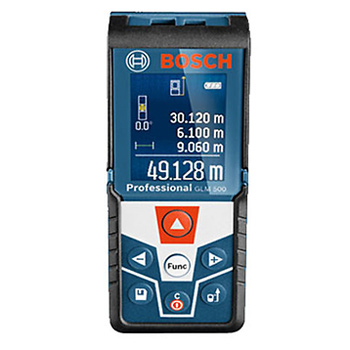 BOSCH
30.120 m
0.0°
6.100 m
9.060 m
49.128 m
Professional GLM 500
Func
C